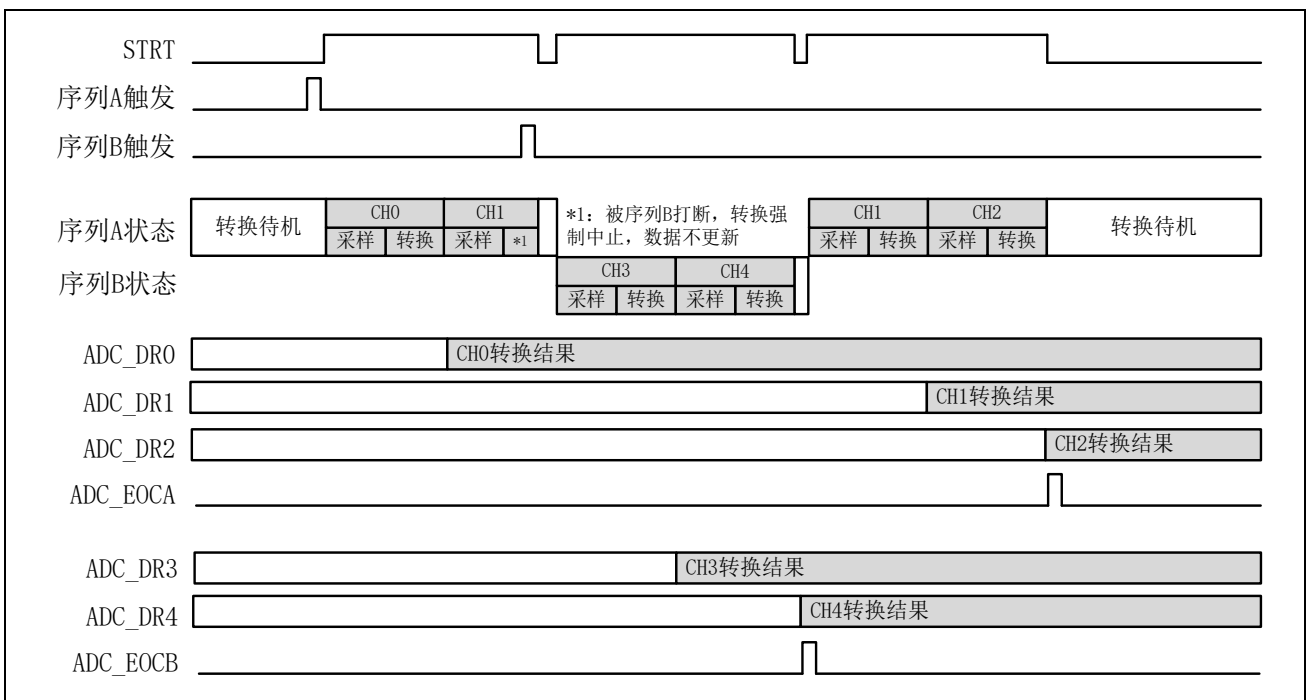 STRT
序列A触发
序列B触发
序列A状态
转换待机
CH0
CH1
采样
转换
采样
*1
*1: 被序列B打断，转换强
制中止，数据不更新
CH1
CH2
采样
转换
采样
转换
转换待机
序列B状态
CH3
CH4
采样
转换
采样
转换
ADC_DR0
CH0转换结果
ADC_DR1
CH1转换结果
ADC_DR2
CH2转换结果
ADC_EOCA
ADC_DR3
CH3转换结果
ADC_DR4
CH4转换结果
ADC_EOCB